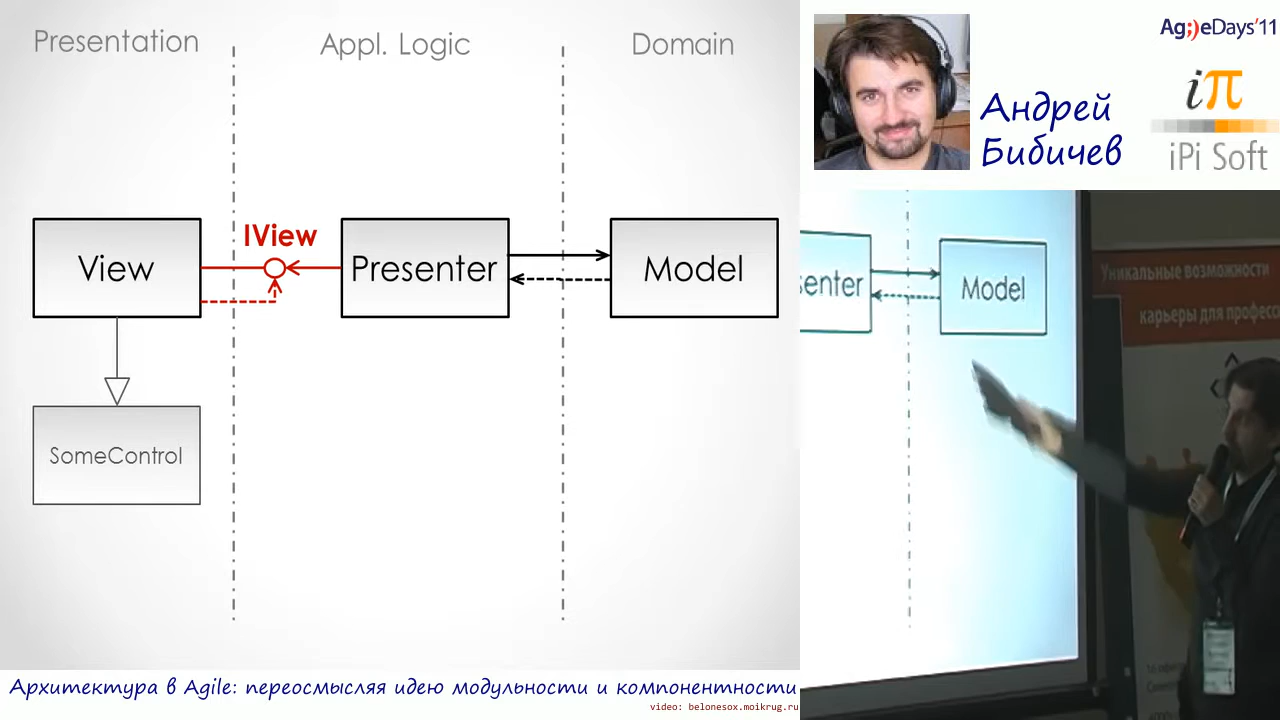 Presentation
Appl. Logic
Domain
View
IView
Presenter
Model
SomeControl
Архитектура в Agile: переосмысляя идею модульности и компонентности
video: belonesox.moikrug.ru
Ag;)eDays'11
Андрей
Бибичев
iπ
iPi Soft
senter
Model
Уникальные возможности
карьеры для професс